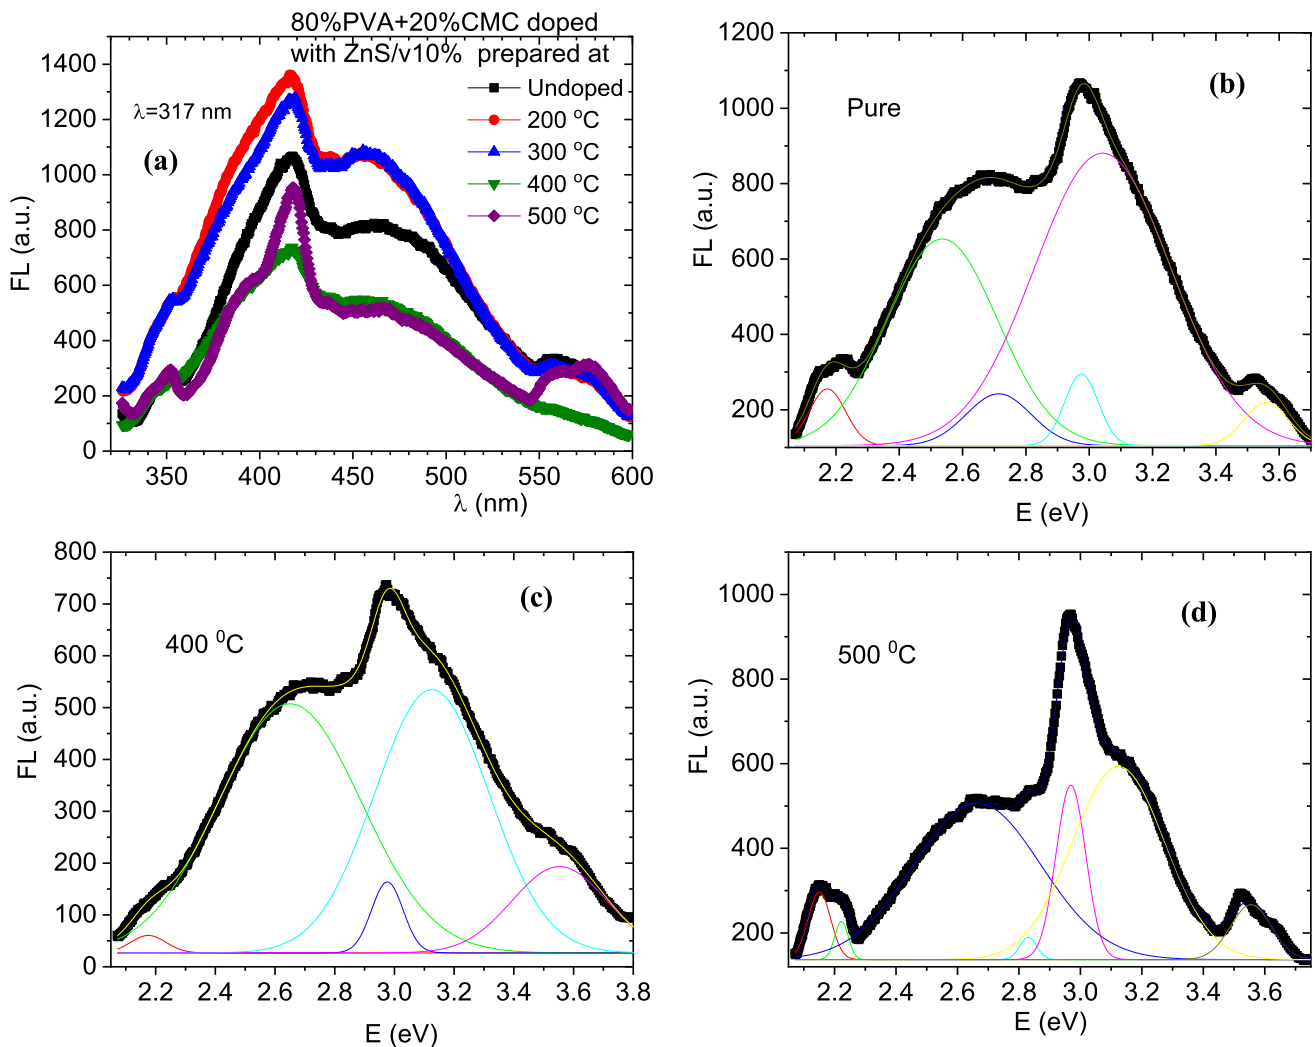 80%PVA+20%CMC doped
with ZnS/v10% prepared at
λ=317 nm
(a)
Undoped
200 °C
300 °C
400 °C
500 °C
1400
1200
1000
800
600
400
200
0
FL (a.u.)
350 400 450 500 550 600
λ (nm)
(b)
Pure
1200
1000
800
600
400
200
FL (a.u.)
2.2 2.4 2.6 2.8 3.0 3.2 3.4 3.6
E (eV)
(c)
400 ⁰C
800
700
600
500
400
300
200
100
0
FL (a.u.)
2.2 2.4 2.6 2.8 3.0 3.2 3.4 3.6 3.8
E (eV)
(d)
500 ⁰C
1000
800
600
400
200
FL (a.u.)
2.2 2.4 2.6 2.8 3.0 3.2 3.4 3.6
E (eV)